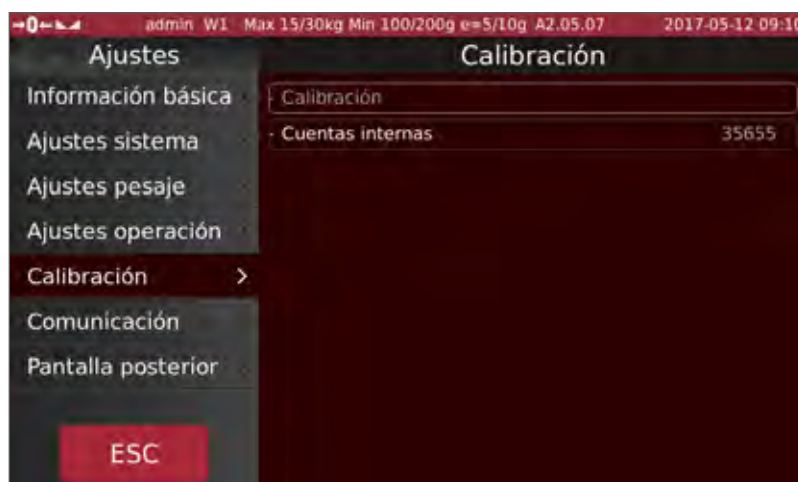 →0← admin W1 Max 15/30kg Min 100/200g e=5/10g A2.05.07 2017-05-12 09:10
Ajustes
Calibración
Información básica
Ajustes sistema
Ajustes pesaje
Ajustes operación
Calibración >
Comunicación
Pantalla posterior
ESC
- Calibración
- Cuentas internas 35655